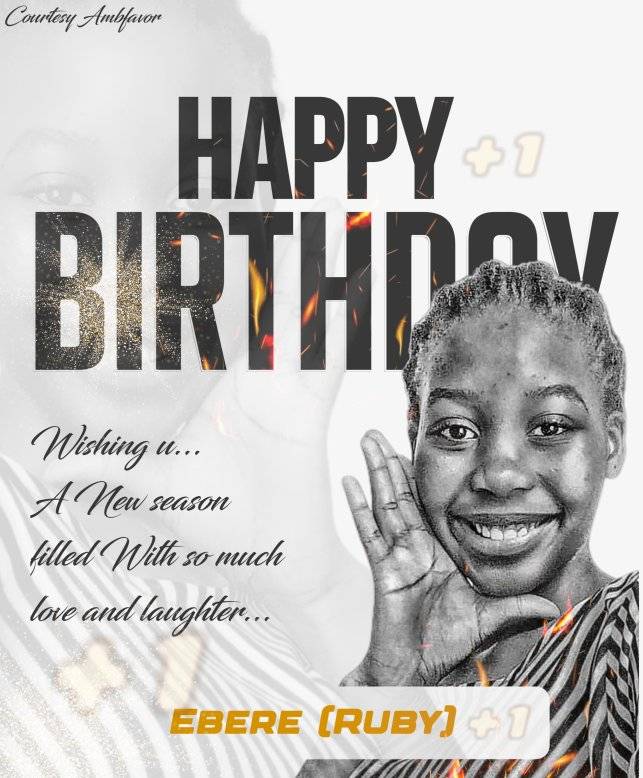 Courtesy Ambfavor
HAPPY +1
BIRTHDAY
Wishing u...
A New season
filled With so much
love and laughter...
+1
EBERE (RUBY) +1